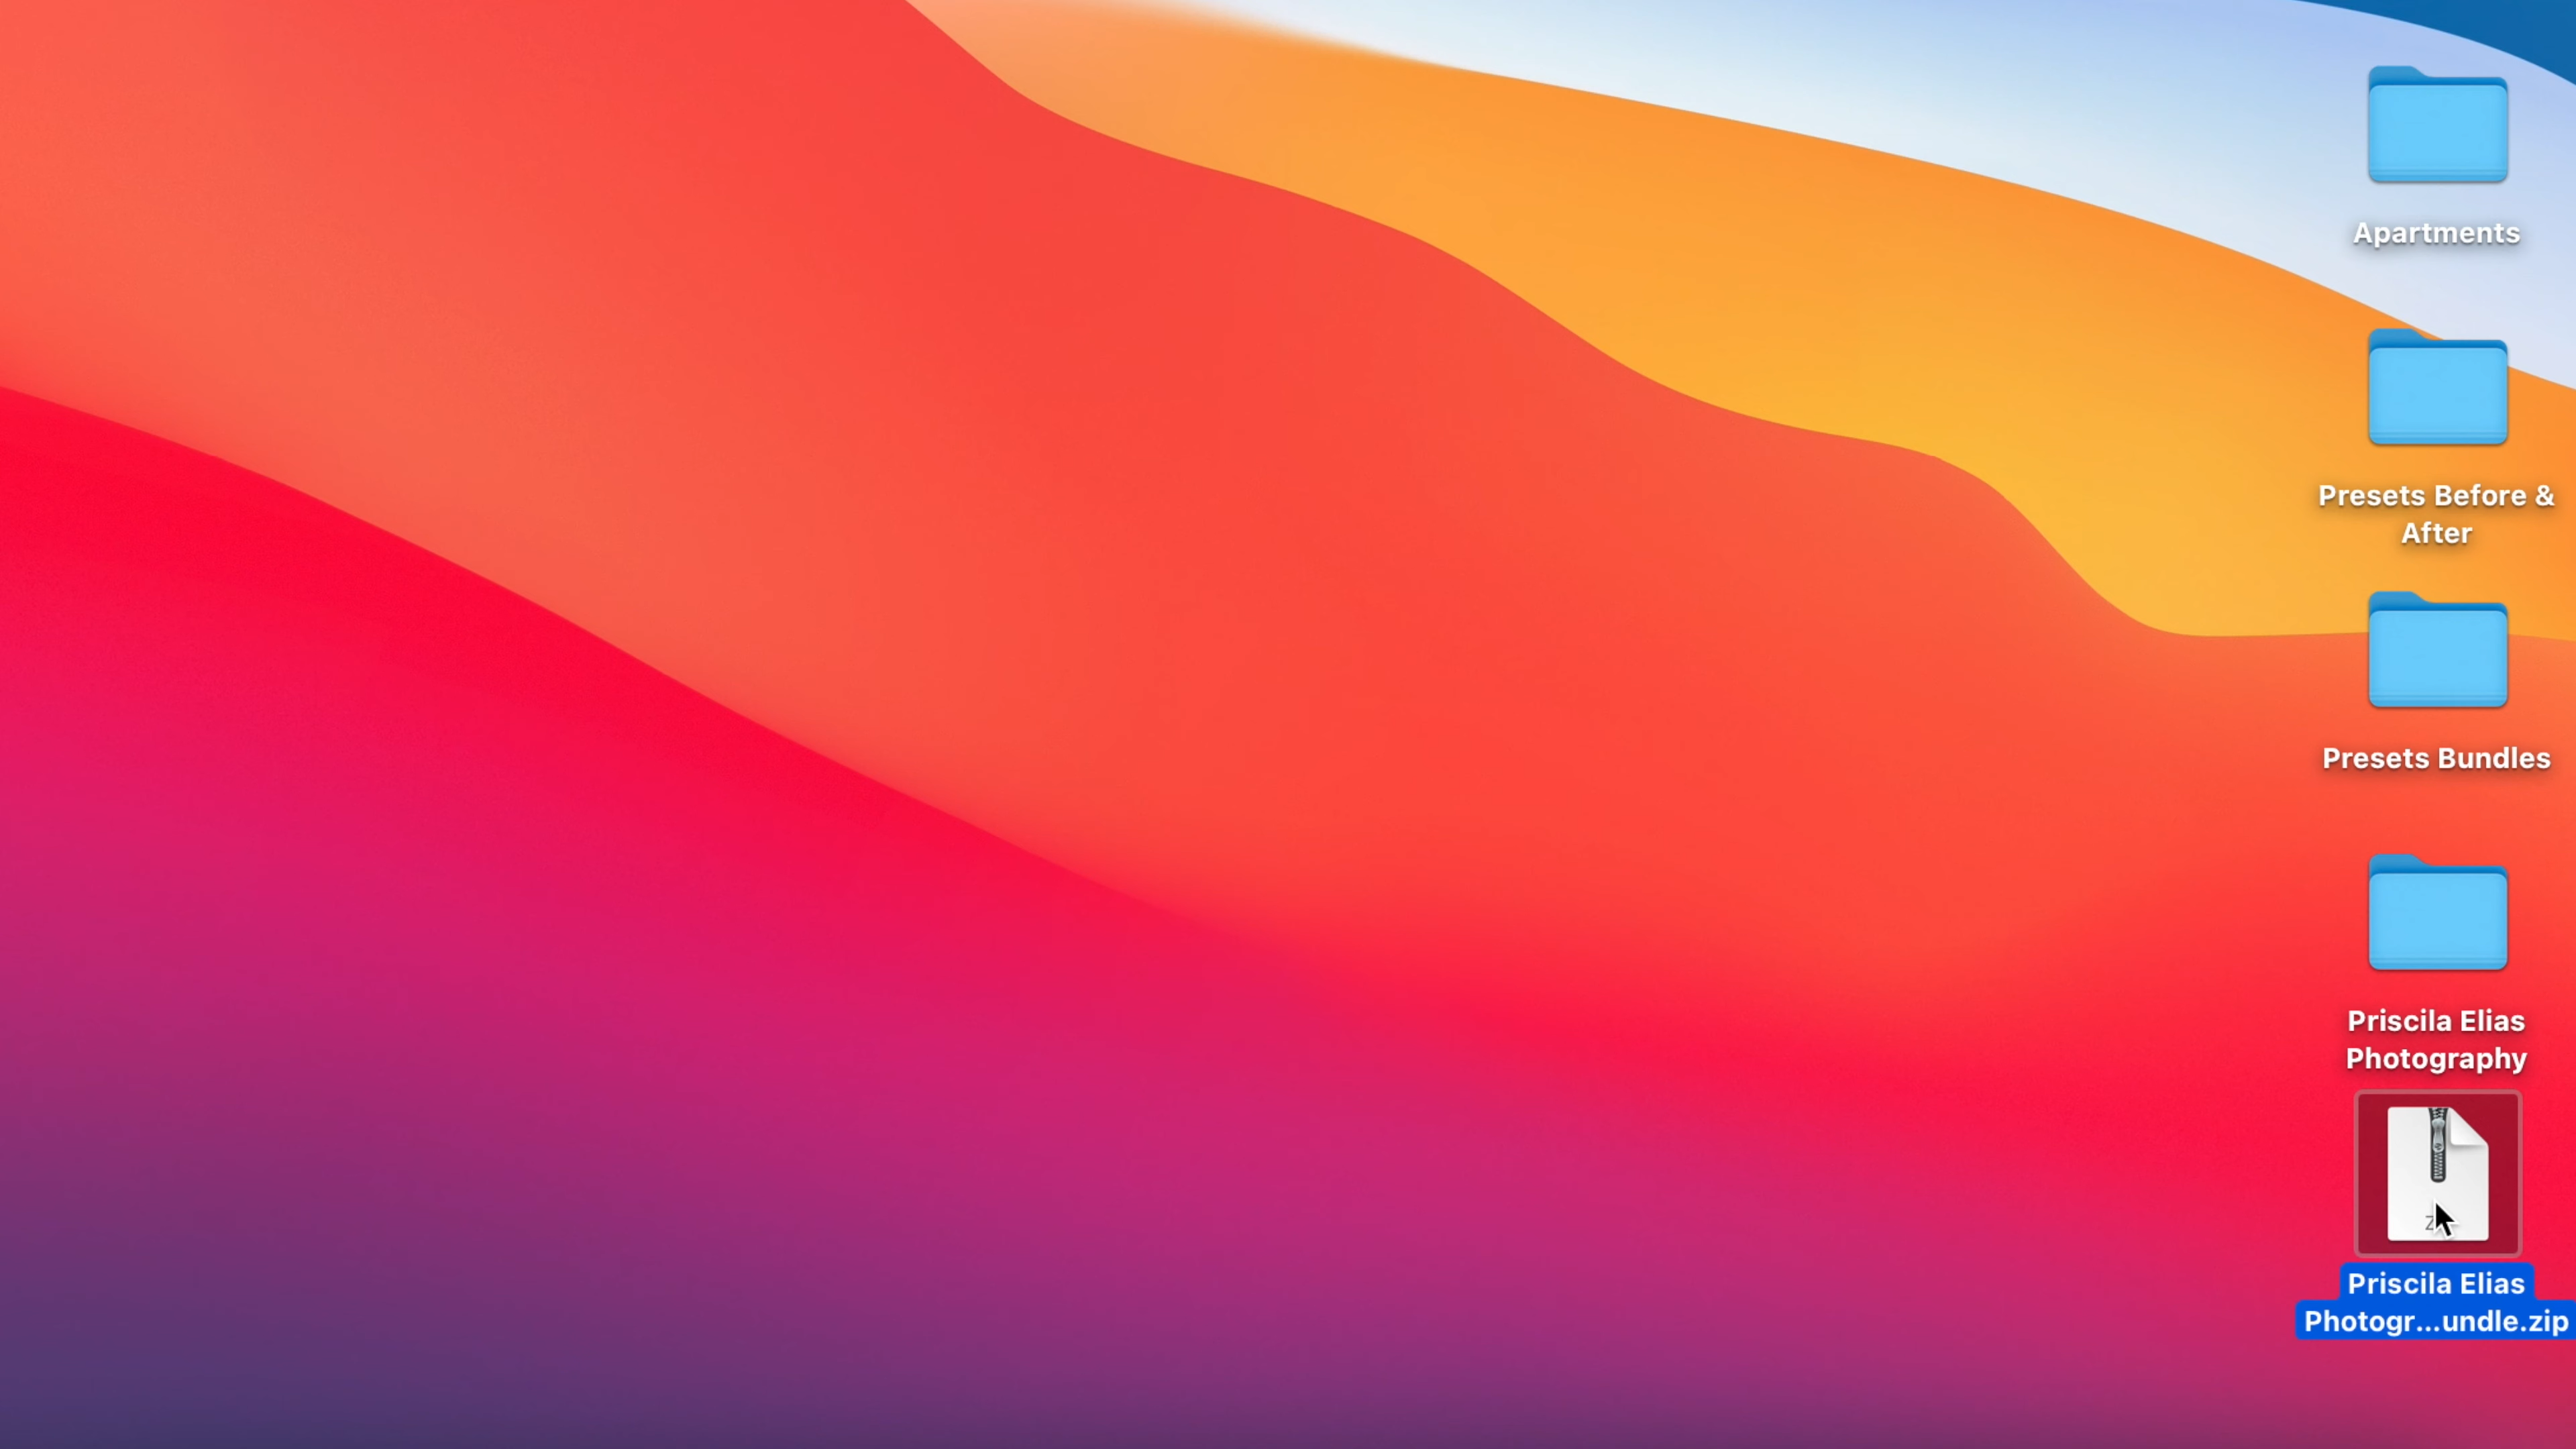 Apartments
Presets Before &
After
Presets Bundles
Priscila Elias
Photography
Priscila Elias
Photogr...undle.zip